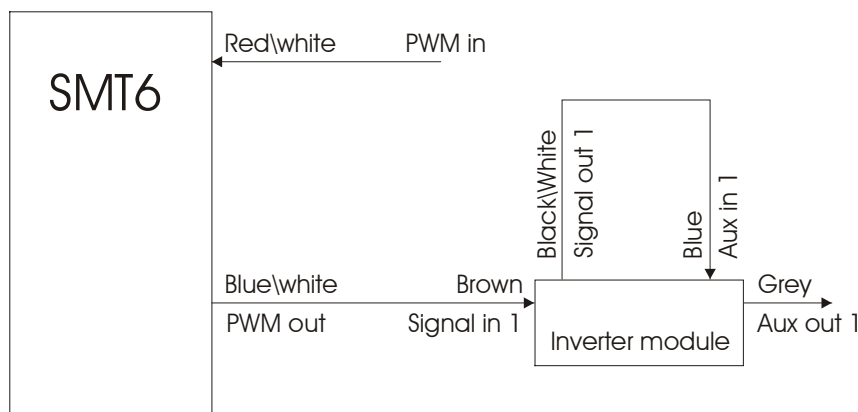 Red\white PWM in
SMT6
Black\White
Signal out 1
Blue
Aux in 1
Blue\white Brown Grey
PWM out Signal in 1 Aux out 1
Inverter module